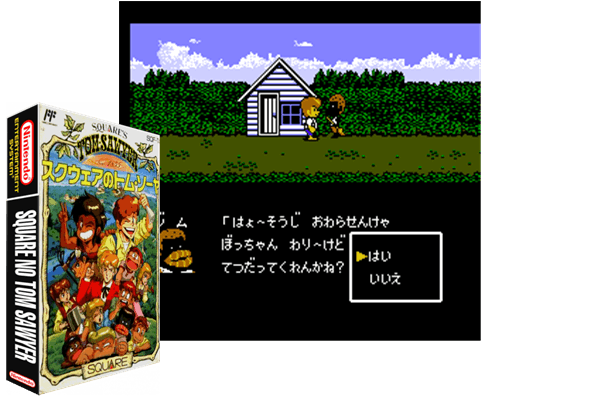 Nintendo
ENTERTAINMENT
SYSTEM
SQUARE NO TOM SAWYER
Nintendo
SQUARE'S
TOM SAWYER
スクウェアのトム・ソーヤ
SQUARE
ジム 「はょ～そうじ おわらせんけゃ
ぼっちゃん わり～けど
てつだってくれんかね?
はい
いいえ